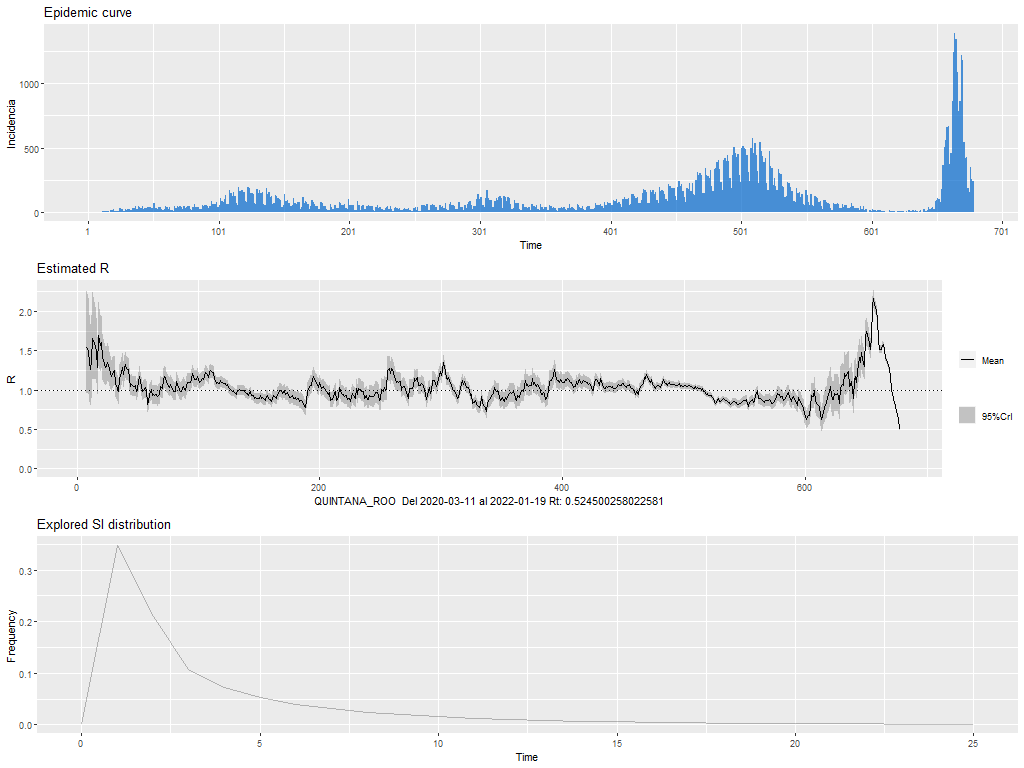 Epidemic curve
Incidencia
1000
500
0
1 101 201 301 401 501 601 701
Time
Estimated R
R
2.0
1.5
1.0
0.5
0.0
Mean
95%CrI
0 200 400 600
QUINTANA_ROO Del 2020-03-11 al 2022-01-19 Rt: 0.524500258022581
Explored SI distribution
Frequency
0.3
0.2
0.1
0.0
0 5 10 15 20 25
Time